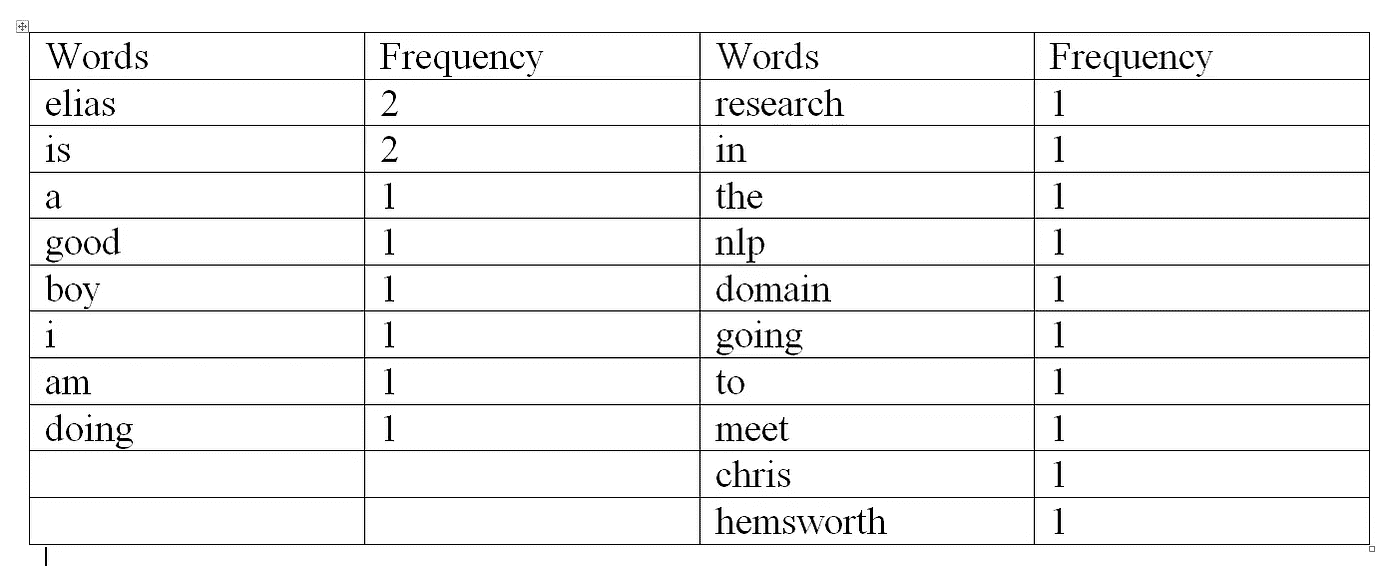 Words Frequency Words Frequency
elias 2 research 1
is 2 in 1
a 1 the 1
good 1 nlp 1
boy 1 domain 1
i 1 going 1
am 1 to 1
doing 1 meet 1
chris 1
hemsworth 1